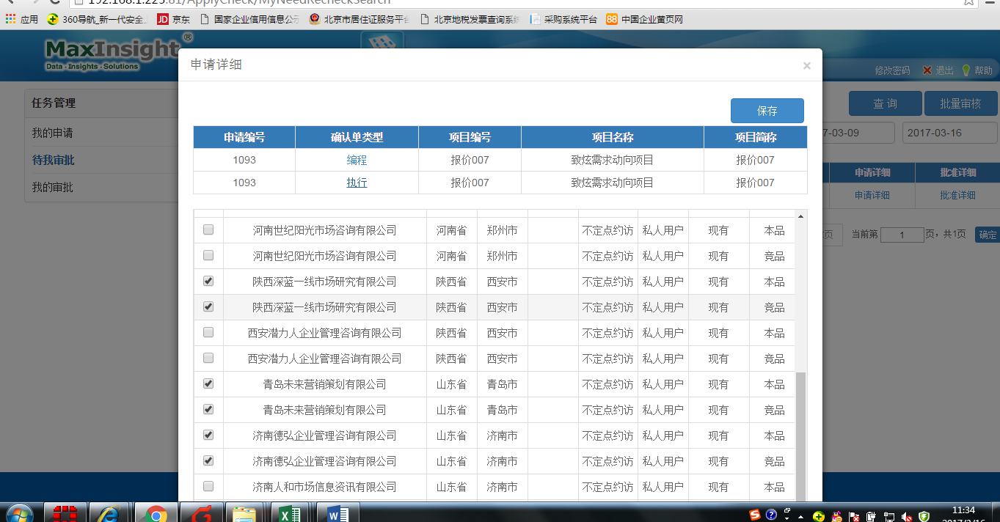 192.168.1.225:81/ApplyCheck/MyNeedRecheckSearch
应用 360导航_新一代安全 京东 国家企业信用信息公示 北京市居住证服务平台 北京地税发票查询系统 采购系统平台 88 中国企业黄页网
MaxInsight®
Data·Insights·Solutions
修改密码 退出 帮助
申请详细 ×
任务管理
我的申请
待我审批
我的审批
查 询 批量审核
7-03-09 2017-03-16
申请详细 批准详细
申请详细 批准详细
页 当前第 1 页，共1页 确定
保存
申请编号 确认单类型 项目编号 项目名称 项目简称
1093 编程 报价007 致炫需求动向项目 报价007
1093 执行 报价007 致炫需求动向项目 报价007
河南世纪阳光市场咨询有限公司 河南省 郑州市 不定点约访 私人用户 现有 本品
河南世纪阳光市场咨询有限公司 河南省 郑州市 不定点约访 私人用户 现有 竞品
陕西深蓝一线市场研究有限公司 陕西省 西安市 不定点约访 私人用户 现有 本品
陕西深蓝一线市场研究有限公司 陕西省 西安市 不定点约访 私人用户 现有 竞品
西安潜力人企业管理咨询有限公司 陕西省 西安市 不定点约访 私人用户 现有 本品
西安潜力人企业管理咨询有限公司 陕西省 西安市 不定点约访 私人用户 现有 竞品
青岛未来营销策划有限公司 山东省 青岛市 不定点约访 私人用户 现有 本品
青岛未来营销策划有限公司 山东省 青岛市 不定点约访 私人用户 现有 竞品
济南德弘企业管理咨询有限公司 山东省 济南市 不定点约访 私人用户 现有 本品
济南德弘企业管理咨询有限公司 山东省 济南市 不定点约访 私人用户 现有 竞品
济南人和市场信息资讯有限公司 山东省 济南市 不定点约访 私人用户 现有 本品
11:34
2017/3/16